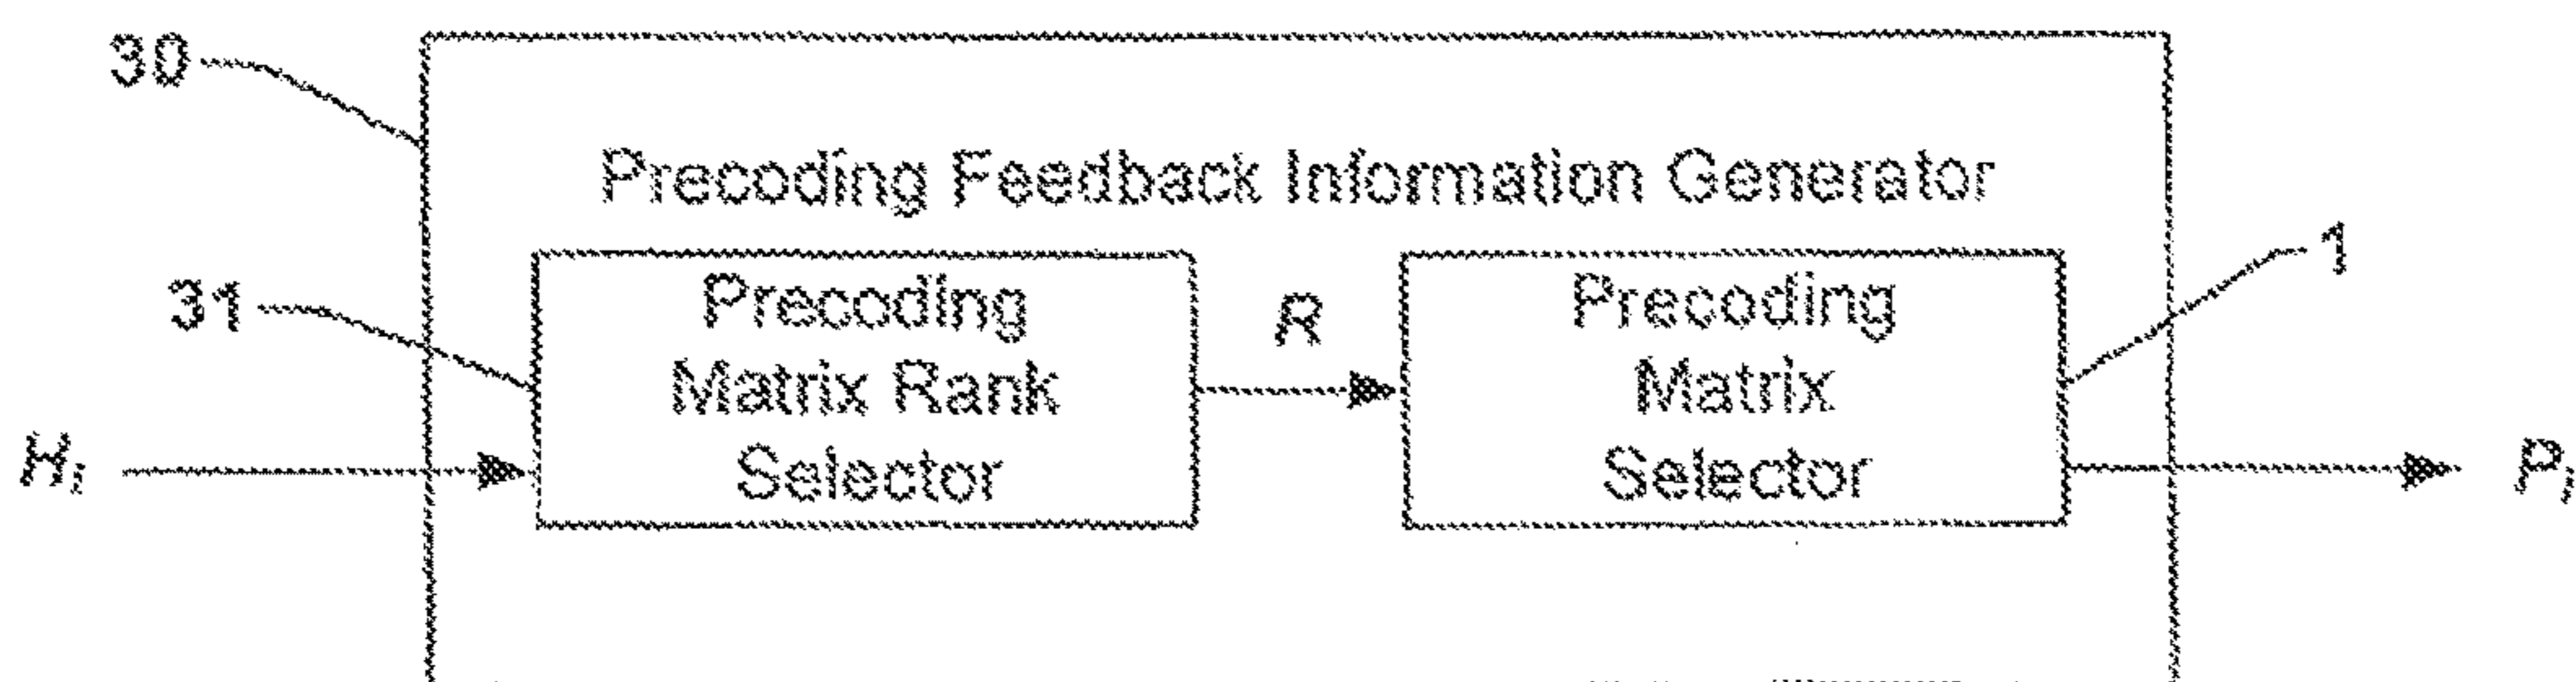 30
Precoding Feedback Information Generator
31
Precoding
Matrix Rank
Selector
R
Precoding
Matrix
Selector
1
Hᵢ
Pᵢ